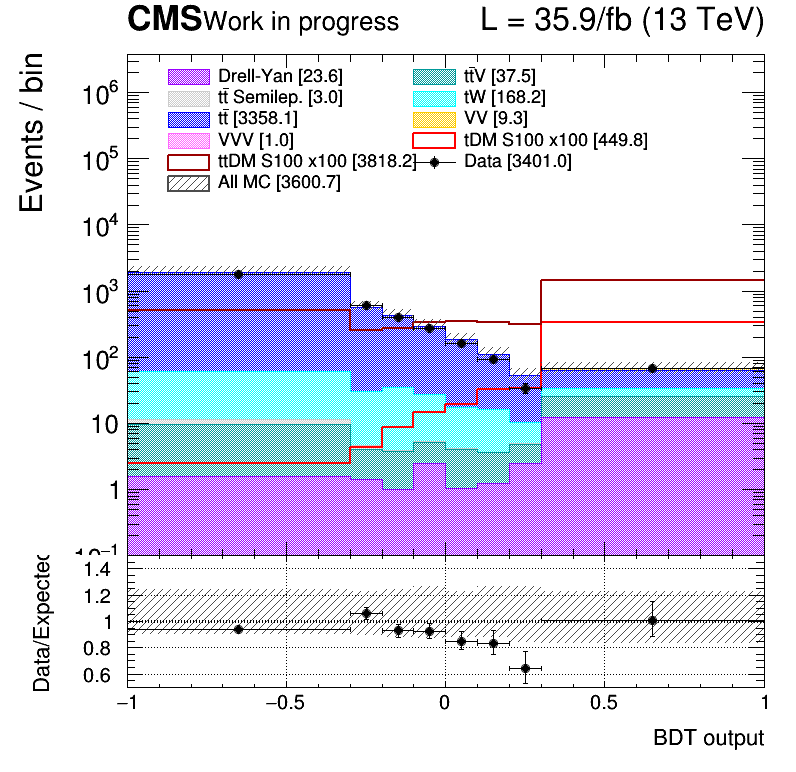 CMS Work in progress L = 35.9/fb (13 TeV)
Events / bin
Drell-Yan [23.6] tt̄V [37.5]
tt̄ Semilep. [3.0] tW [168.2]
tt̄ [3358.1] VV [9.3]
VVV [1.0] tDM S100 x100 [449.8]
ttDM S100 x100 [3818.2] Data [3401.0]
All MC [3600.7]
10⁶
10⁵
10⁴
10³
10²
10
1
10⁻¹
Data/Expected
1.4
1.2
1
0.8
0.6
−1 −0.5 0 0.5 1
BDT output